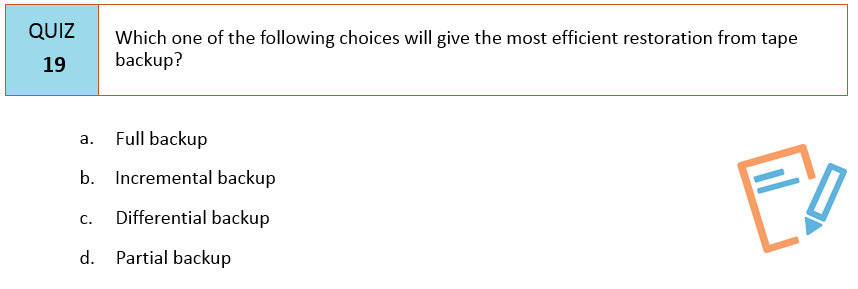 QUIZ
19
Which one of the following choices will give the most efficient restoration from tape
backup?
a. Full backup
b. Incremental backup
c. Differential backup
d. Partial backup